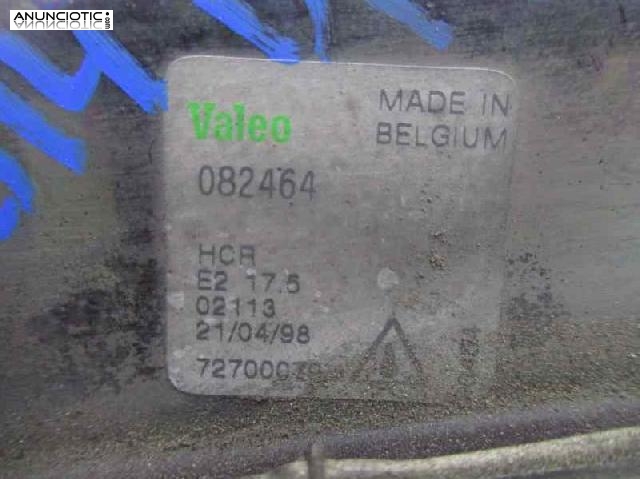 ANUNCIOTIC
Valeo
MADE IN
BELGIUM
082464
HCR
E2 17.5
02113
21/04/98